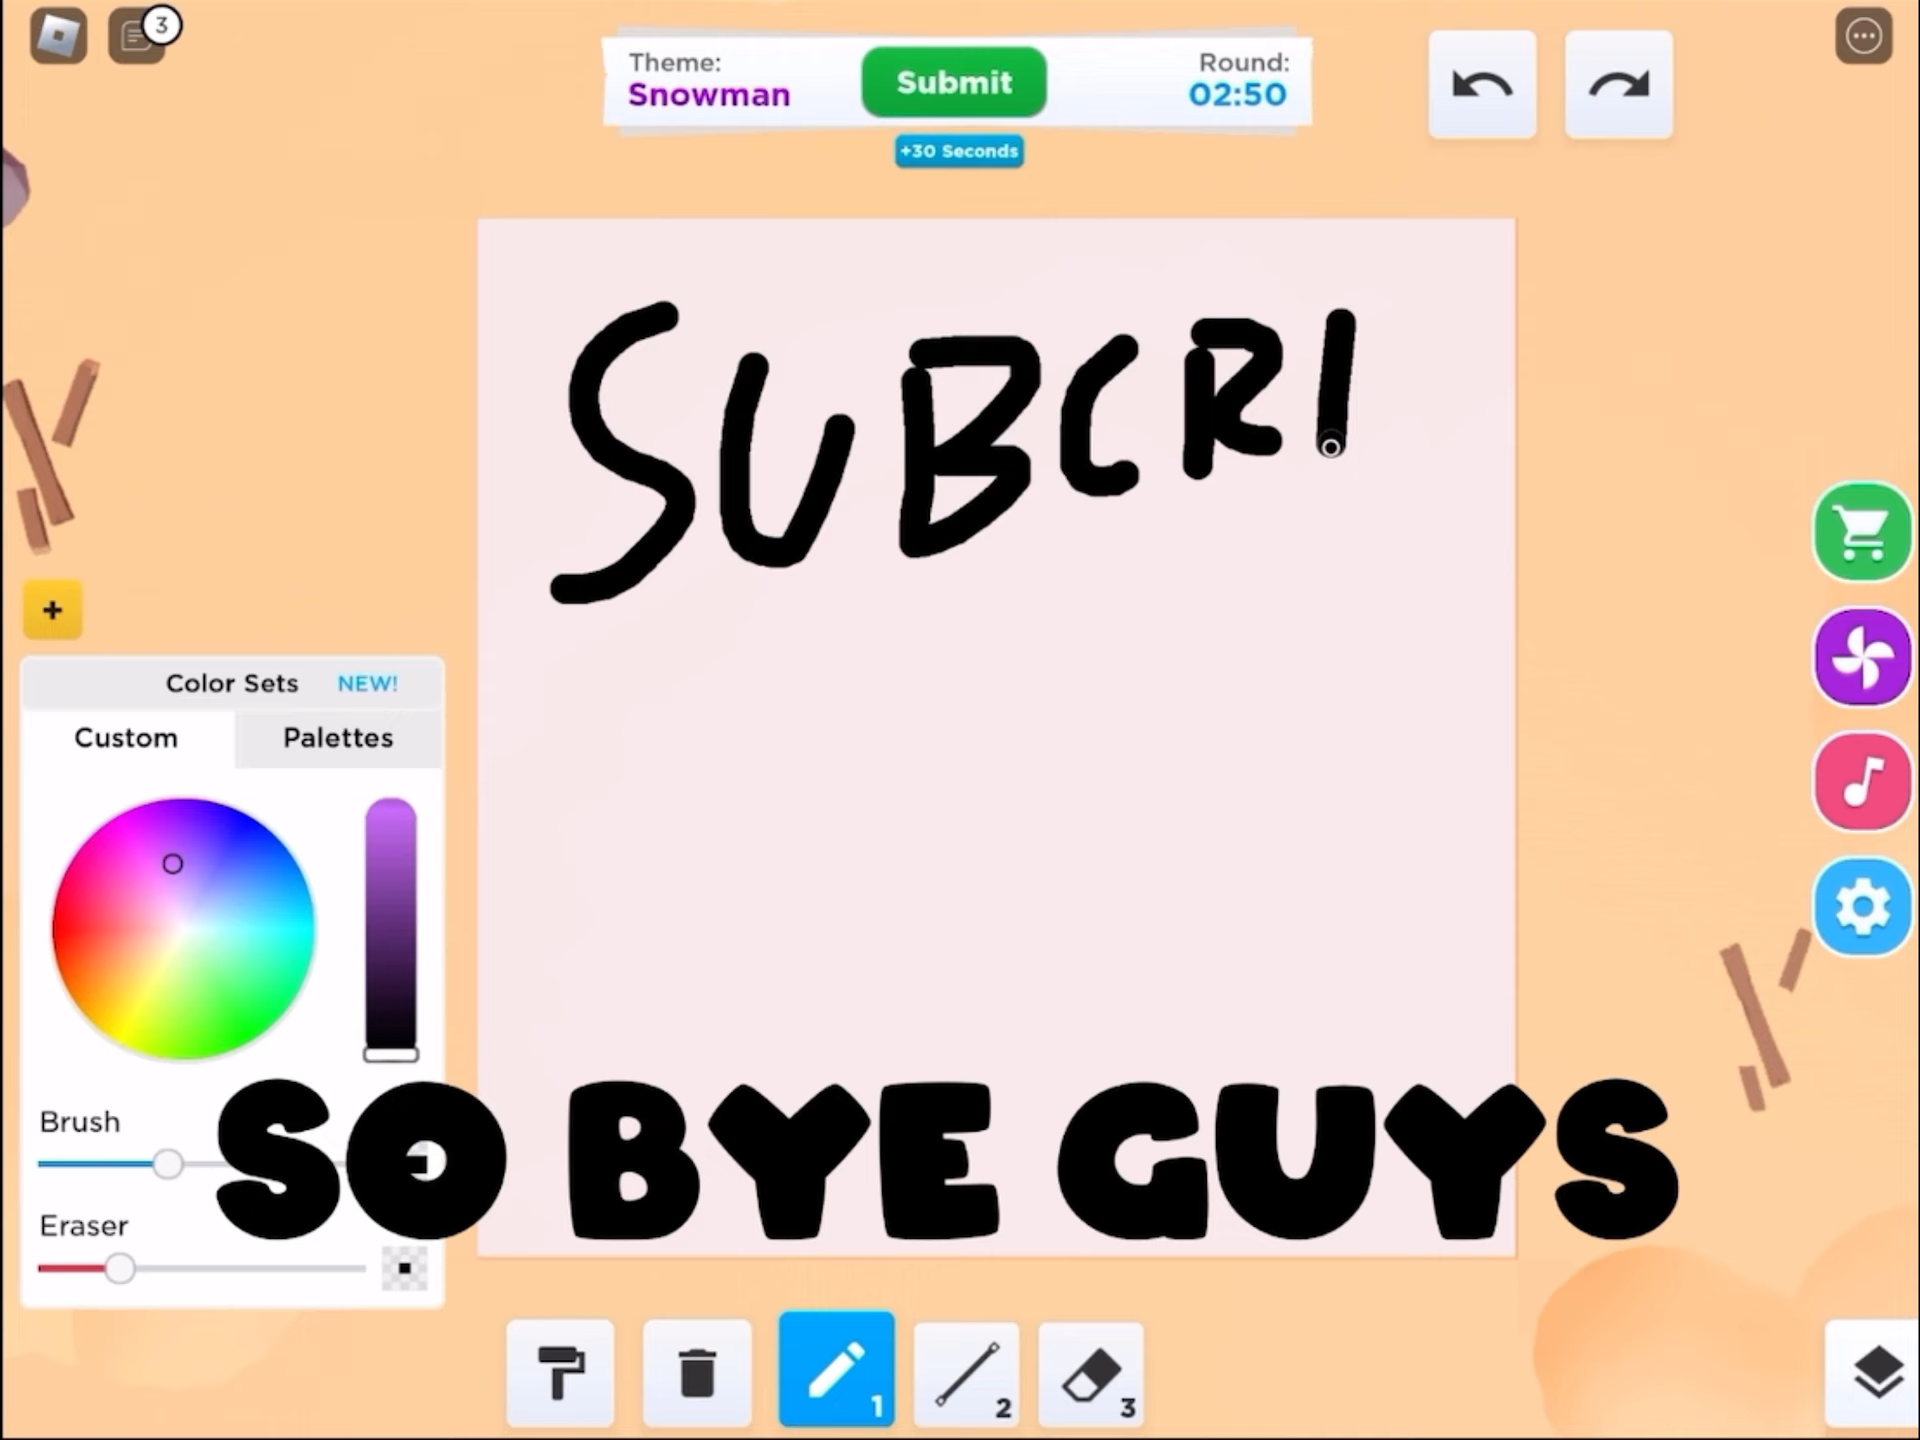 3
Theme:
Snowman
Submit
Round:
02:50
+30 Seconds
SUBCRI
+
Color Sets NEW!
Custom Palettes
Brush
Eraser
SO BYE GUYS
1
2
3